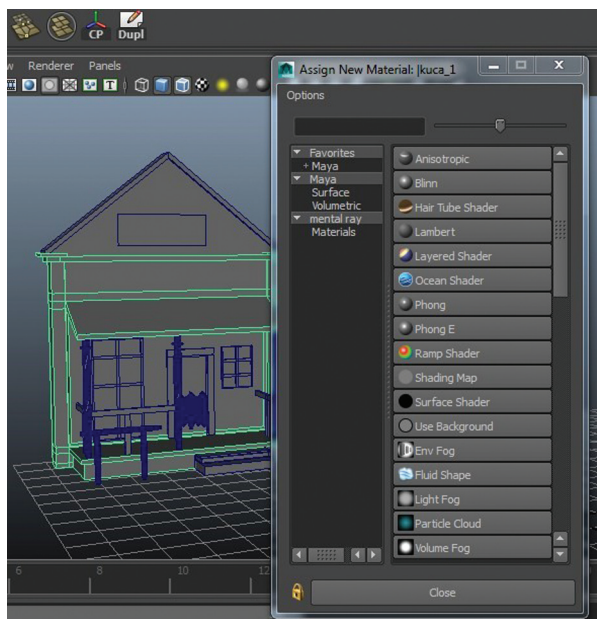 CP Dupl
Renderer Panels
Assign New Material: |kuca_1
Options
Favorites
+ Maya
Maya
Surface
Volumetric
mental ray
Materials
Anisotropic
Blinn
Hair Tube Shader
Lambert
Layered Shader
Ocean Shader
Phong
Phong E
Ramp Shader
Shading Map
Surface Shader
Use Background
Env Fog
Fluid Shape
Light Fog
Particle Cloud
Volume Fog
6 8 10 12
Close